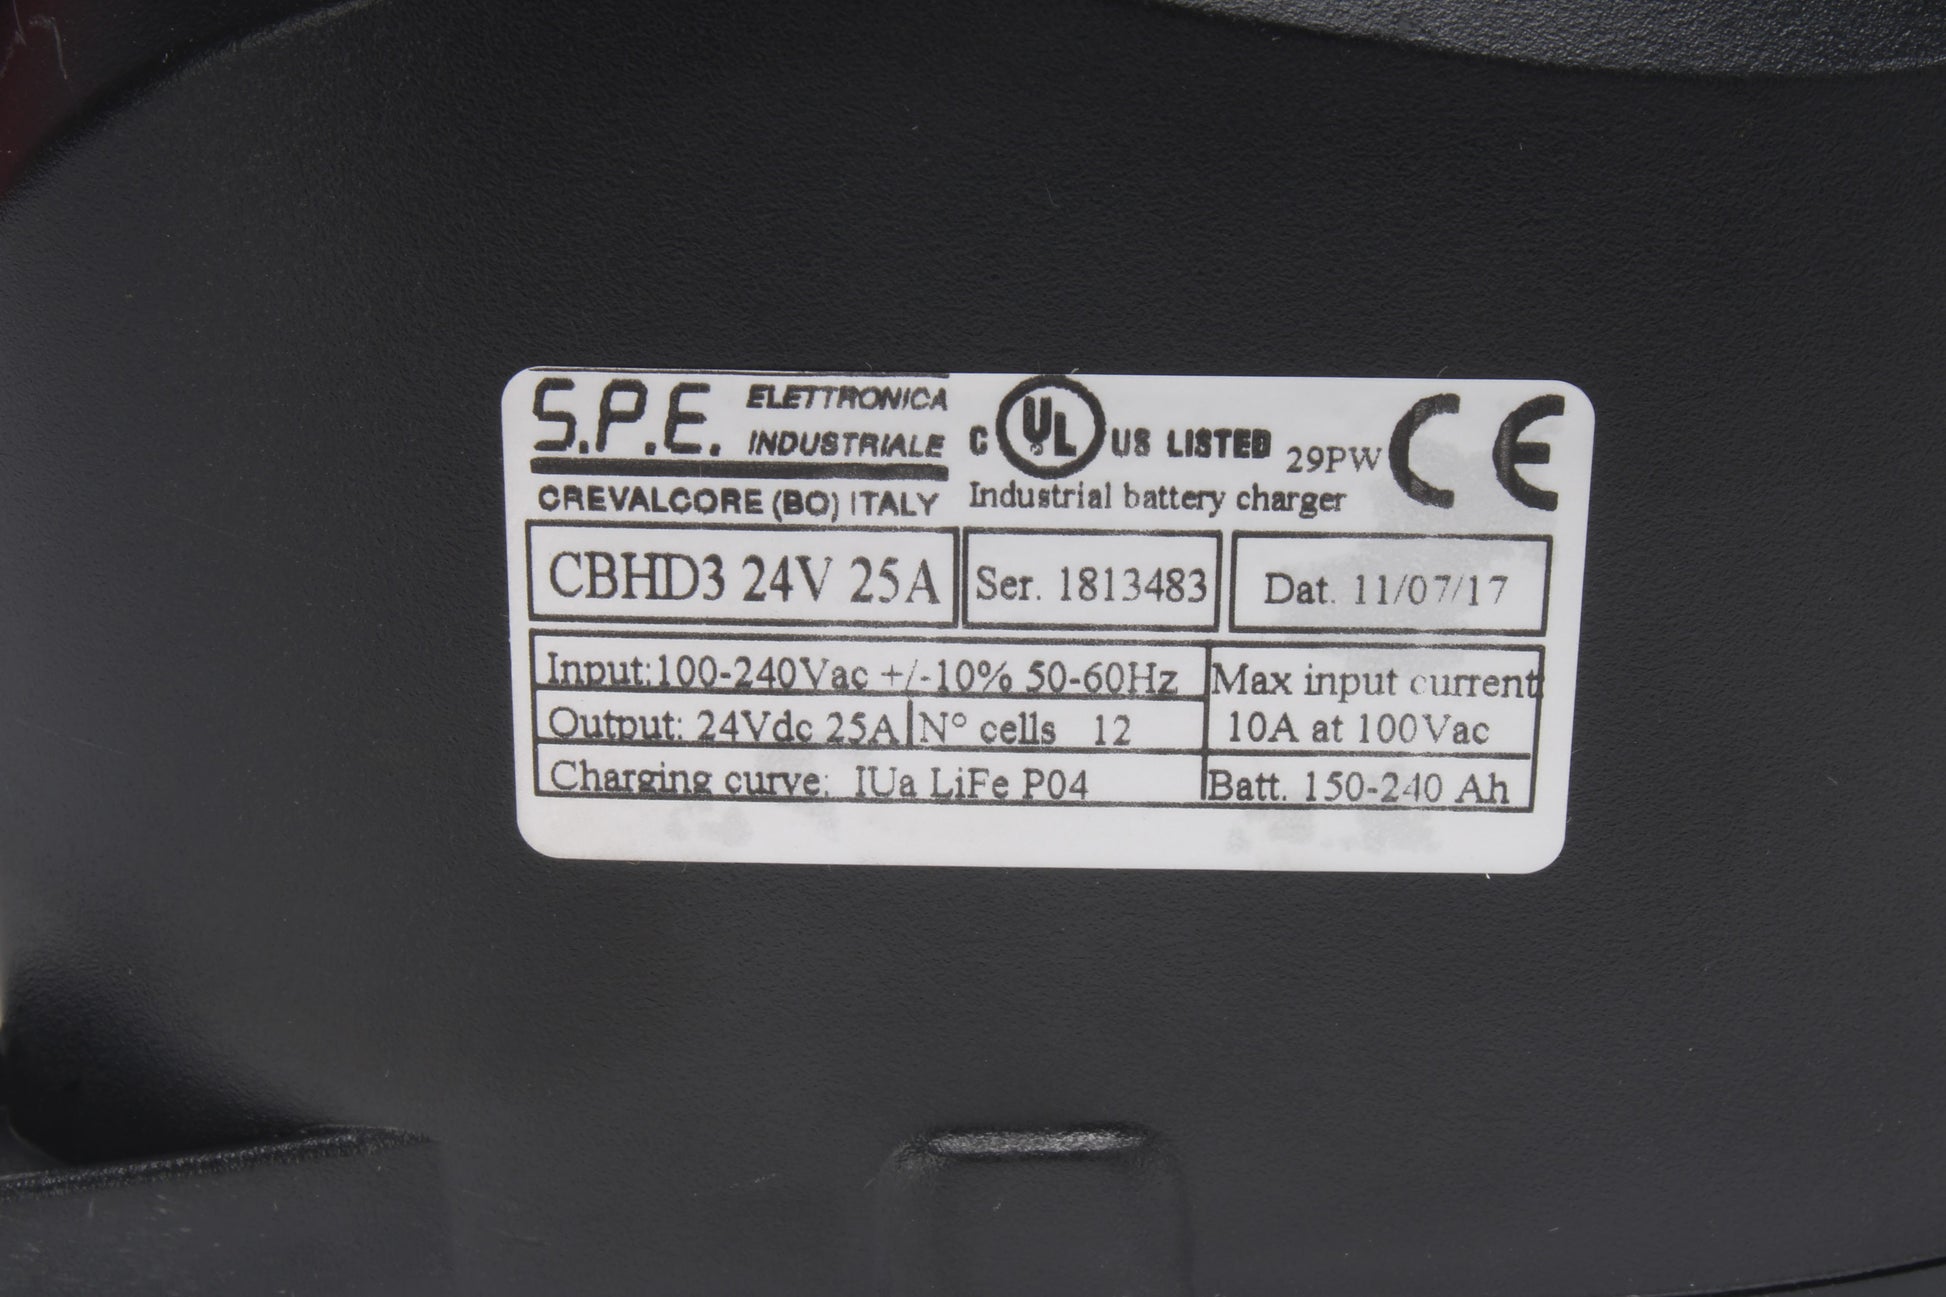 S.P.E. ELETTRONICA
INDUSTRIALE
CREVALCORE (BO) ITALY
C UL US LISTED 29PW CE
Industrial battery charger
CBHD3 24V 25A
Ser. 1813483
Dat. 11/07/17
Input:100-240Vac +/-10% 50-60Hz
Max input current
10A at 100Vac
Output: 24Vdc 25A N° cells 12
Charging curve: IUa LiFe P04
Batt. 150-240 Ah